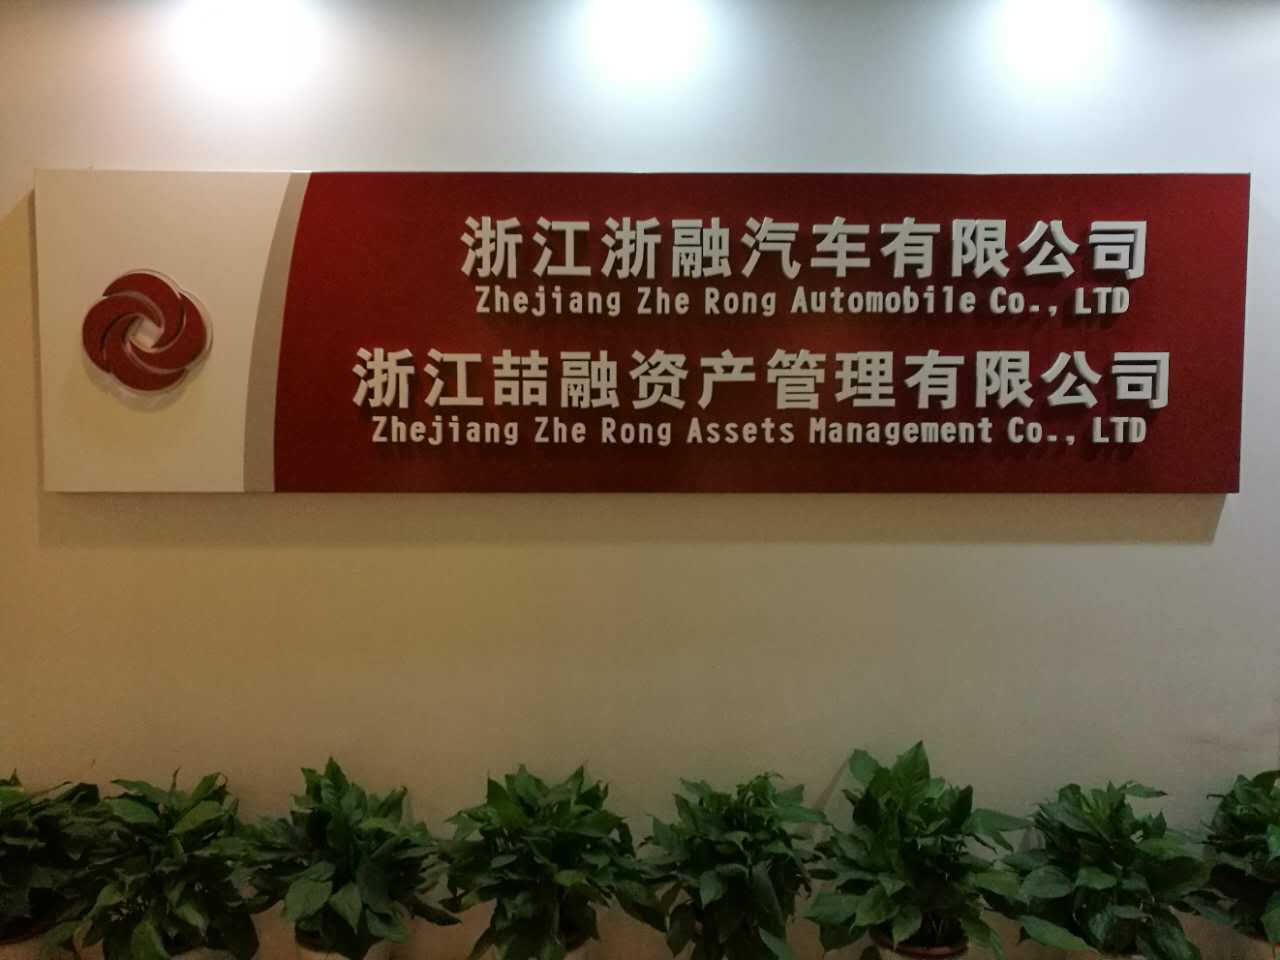 浙江浙融汽车有限公司
Zhejiang Zhe Rong Automobile Co., LTD
浙江喆融资产管理有限公司
Zhejiang Zhe Rong Assets Management Co., LTD